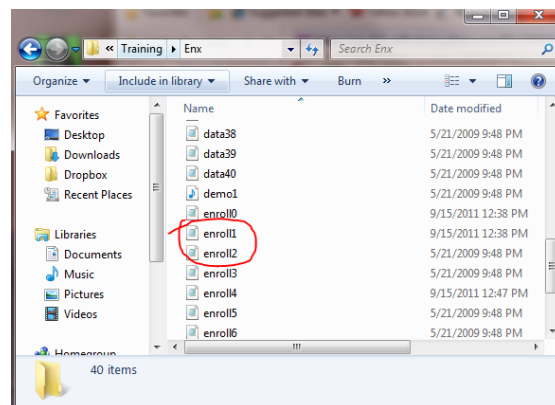 « Training ▸ Enx
Search Enx
Organize
Include in library
Share with
Burn
»
Favorites
Desktop
Downloads
Dropbox
Recent Places
Libraries
Documents
Music
Pictures
Videos
Homegroup
Name
Date modified
data38 5/21/2009 9:48 PM
data39 5/21/2009 9:48 PM
data40 5/21/2009 9:48 PM
demo1 5/21/2009 9:48 PM
enroll0 9/15/2011 12:38 PM
enroll1 9/15/2011 12:38 PM
enroll2 5/21/2009 9:48 PM
enroll3 5/21/2009 9:48 PM
enroll4 9/15/2011 12:47 PM
enroll5 5/21/2009 9:48 PM
enroll6 5/21/2009 9:48 PM
40 items